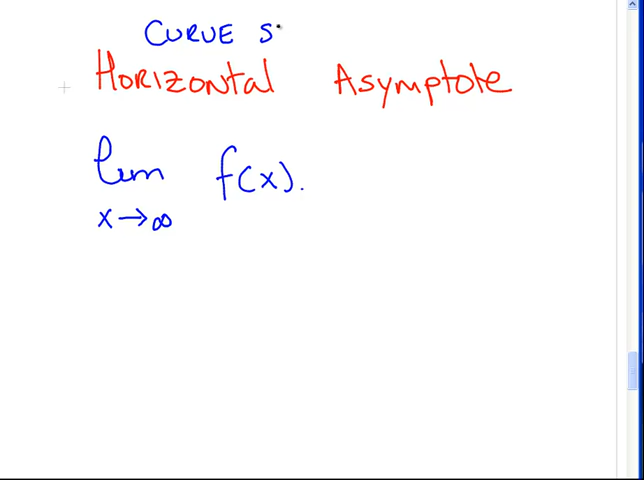 CURVE S
Horizontal Asymptote
lim f(x).
x→∞